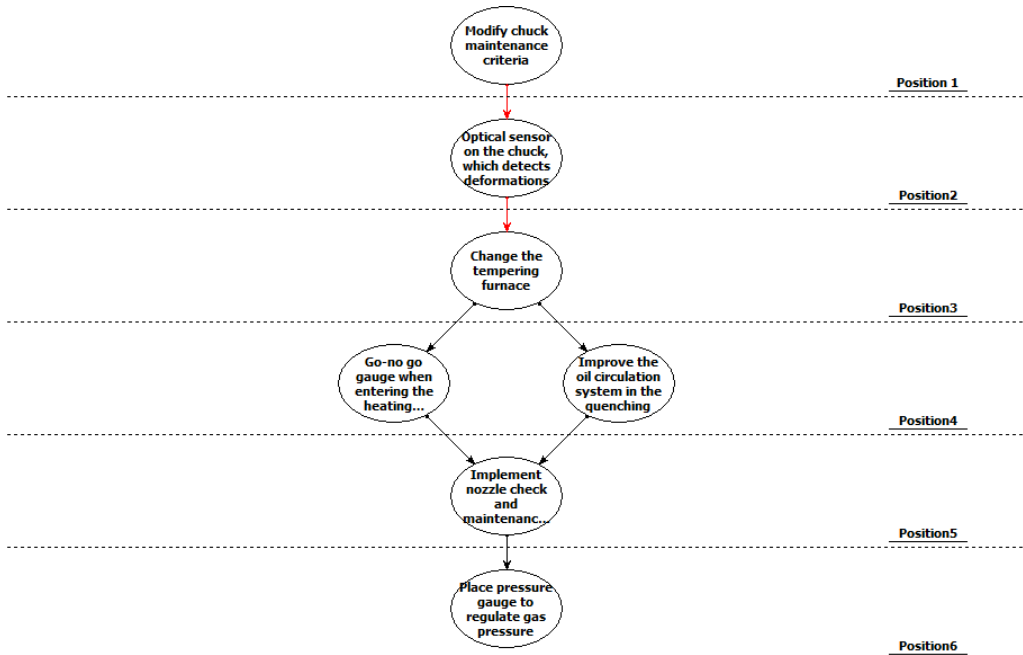 Modify chuck
maintenance
criteria
Position 1
Optical sensor
on the chuck,
which detects
deformations
Position2
Change the
tempering
furnace
Position3
Go-no go
gauge when
entering the
heating...
Improve the
oil circulation
system in the
quenching
Position4
Implement
nozzle check
and
maintenanc...
Position5
Place pressure
gauge to
regulate gas
pressure
Position6